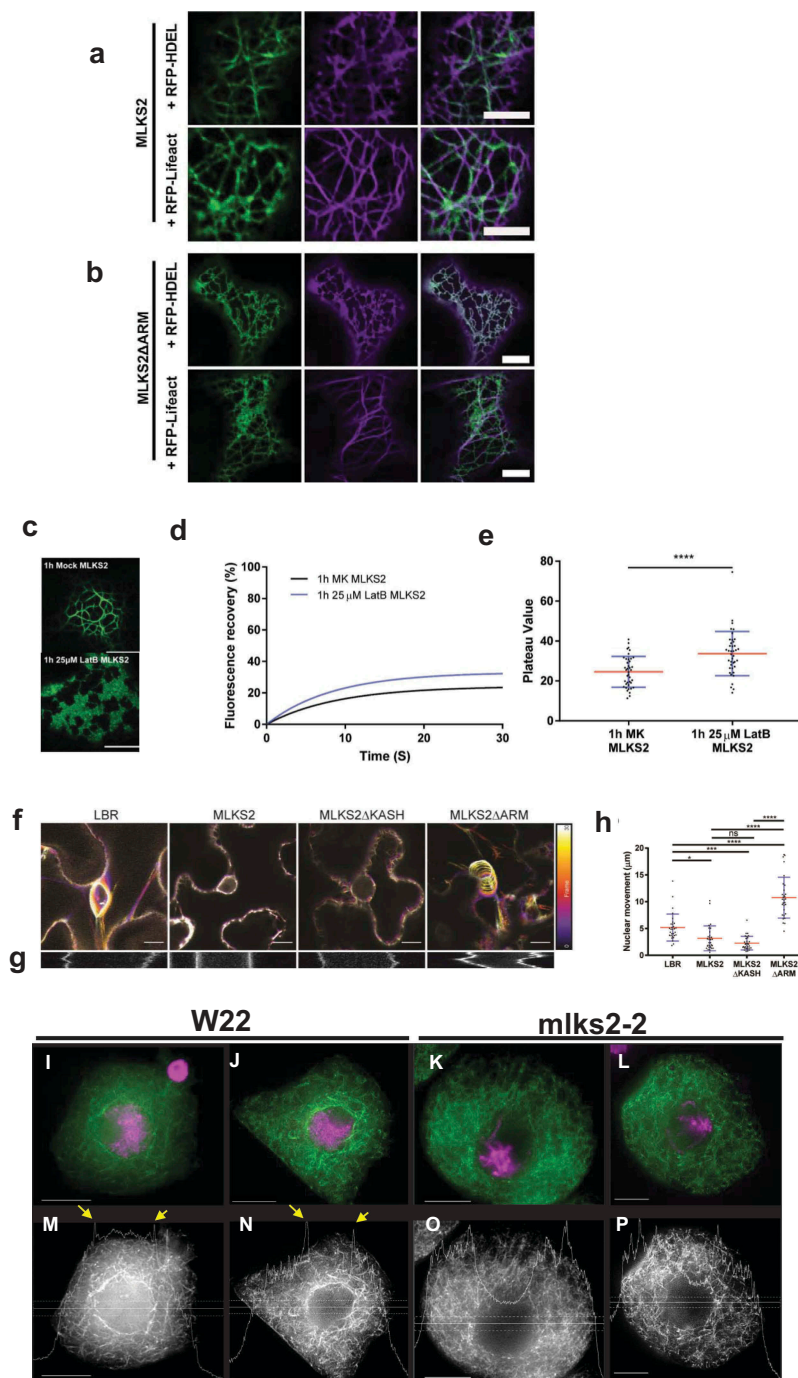 a
MLKS2
+ RFP-HDEL
+ RFP-Lifeact
b
MLKS2ΔARM
+ RFP-HDEL
+ RFP-Lifeact
c
1h Mock MLKS2
1h 25µM LatB MLKS2
d
Fluorescence recovery (%)
100
80
60
40
20
0
1h MK MLKS2
1h 25 µM LatB MLKS2
0 10 20 30
Time (S)
e
Plateau Value
80
60
40
20
0
****
1h MK
MLKS2
1h 25 µM LatB
MLKS2
f
LBR
MLKS2
MLKS2ΔKASH
MLKS2ΔARM
Frame
0
g
h
Nuclear movement (µm)
20
15
10
5
0
****
****
ns
****
***
*
LBR
MLKS2
MLKS2
ΔKASH
MLKS2
ΔARM
W22
mlks2-2
I
J
K
L
M
N
O
P